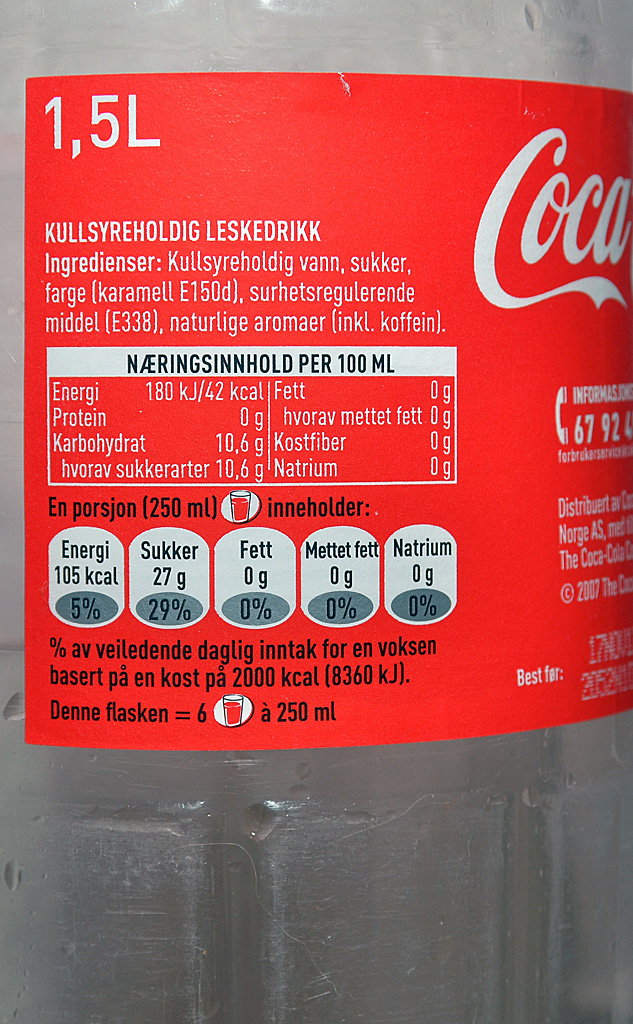 1,5L
Coca
KULLSYREHOLDIG LESKEDRIKK
Ingredienser: Kullsyreholdig vann, sukker,
farge (karamell E150d), surhetsregulerende
middel (E338), naturlige aromaer (inkl. koffein).
NÆRINGSINNHOLD PER 100 ML
Energi 180 kJ/42 kcal
Protein 0 g
Karbohydrat 10,6 g
hvorav sukkerarter 10,6 g
Fett 0 g
hvorav mettet fett 0 g
Kostfiber 0 g
Natrium 0 g
En porsjon (250 ml) inneholder:
Energi 105 kcal 5%
Sukker 27 g 29%
Fett 0 g 0%
Mettet fett 0 g 0%
Natrium 0 g 0%
% av veiledende daglig inntak for en voksen
basert på en kost på 2000 kcal (8360 kJ).
Denne flasken = 6 à 250 ml
67 92
Distribuert av
Norge AS, med
The Coca-Cola
© 2007 The
Best før: